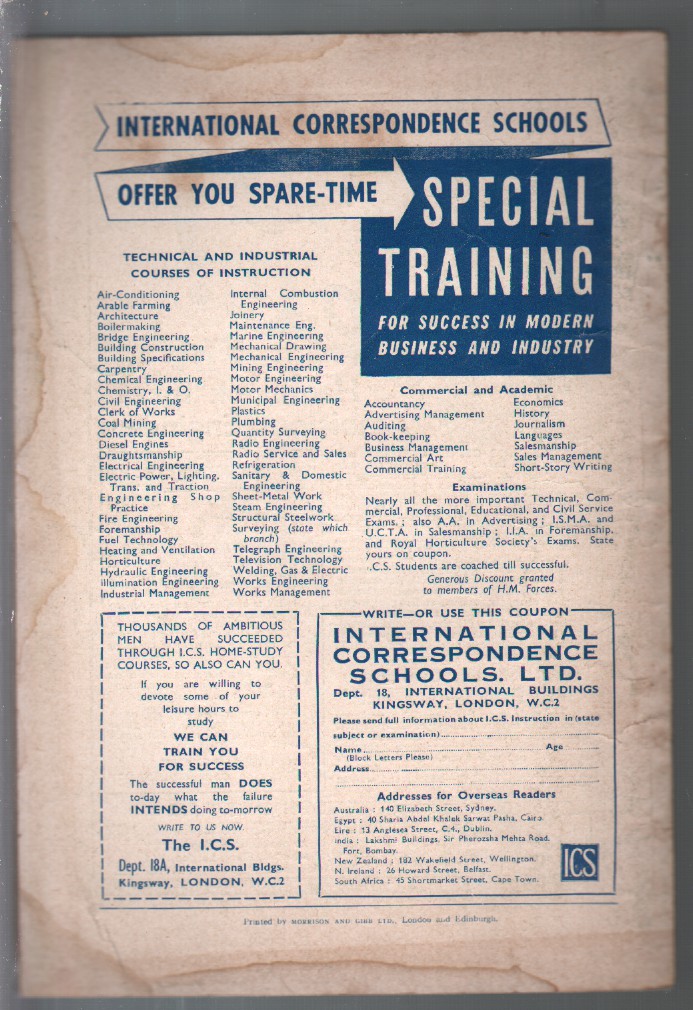 INTERNATIONAL CORRESPONDENCE SCHOOLS
OFFER YOU SPARE-TIME
SPECIAL
TRAINING
FOR SUCCESS IN MODERN
BUSINESS AND INDUSTRY
TECHNICAL AND INDUSTRIAL
COURSES OF INSTRUCTION
Air-Conditioning
Arable Farming
Architecture
Boilermaking
Bridge Engineering
Building Construction
Building Specifications
Carpentry
Chemical Engineering
Chemistry, I. & O.
Civil Engineering
Clerk of Works
Coal Mining
Concrete Engineering
Diesel Engines
Draughtsmanship
Electrical Engineering
Electric Power, Lighting,
Trans. and Traction
Engineering Shop
Practice
Fire Engineering
Foremanship
Fuel Technology
Heating and Ventilation
Horticulture
Hydraulic Engineering
Illumination Engineering
Industrial Management
Internal Combustion
Engineering
Joinery
Maintenance Eng.
Marine Engineering
Mechanical Drawing
Mechanical Engineering
Mining Engineering
Motor Engineering
Motor Mechanics
Municipal Engineering
Plastics
Plumbing
Quantity Surveying
Radio Engineering
Radio Service and Sales
Refrigeration
Sanitary & Domestic
Engineering
Sheet-Metal Work
Steam Engineering
Structural Steelwork
Surveying (state which
branch)
Telegraph Engineering
Television Technology
Welding, Gas & Electric
Works Engineering
Works Management
Commercial and Academic
Accountancy
Advertising Management
Auditing
Book-keeping
Business Management
Commercial Art
Commercial Training
Economics
History
Journalism
Languages
Salesmanship
Sales Management
Short-Story Writing
Examinations
Nearly all the more important Technical, Com-
mercial, Professional, Educational, and Civil Service
Exams.; also A.A. in Advertising; I.S.M.A. and
U.C.T.A. in Salesmanship; I.I.A. in Foremanship,
and Royal Horticulture Society's Exams. State
yours on coupon.
.C.S. Students are coached till successful.
Generous Discount granted
to members of H.M. Forces.
THOUSANDS OF AMBITIOUS
MEN HAVE SUCCEEDED
THROUGH I.C.S. HOME-STUDY
COURSES, SO ALSO CAN YOU.
If you are willing to
devote some of your
leisure hours to
study
WE CAN
TRAIN YOU
FOR SUCCESS
The successful man DOES
to-day what the failure
INTENDS doing to-morrow
WRITE TO US NOW.
The I.C.S.
Dept. 18A, International Bldgs.
Kingsway, LONDON, W.C.2
WRITE—OR USE THIS COUPON
INTERNATIONAL
CORRESPONDENCE
SCHOOLS. LTD.
Dept. 18, INTERNATIONAL BUILDINGS
KINGSWAY, LONDON, W.C.2
Please send full information about I.C.S. Instruction in (state
subject or examination)
Name Age
(Block Letters Please)
Address
Addresses for Overseas Readers
Australia : 140 Elizabeth Street, Sydney.
Egypt : 40 Sharia Abdel Khalek Sarwat Pasha, Cairo.
Eire : 13 Anglesea Street, C.4., Dublin.
India : Lakshmi Buildings, Sir Pherozsha Mehta Road,
Fort, Bombay.
New Zealand : 182 Wakefield Street, Wellington.
N. Ireland : 26 Howard Street, Belfast.
South Africa : 45 Shortmarket Street, Cape Town.
ICS
Printed by MORRISON AND GIBB LTD., London and Edinburgh.